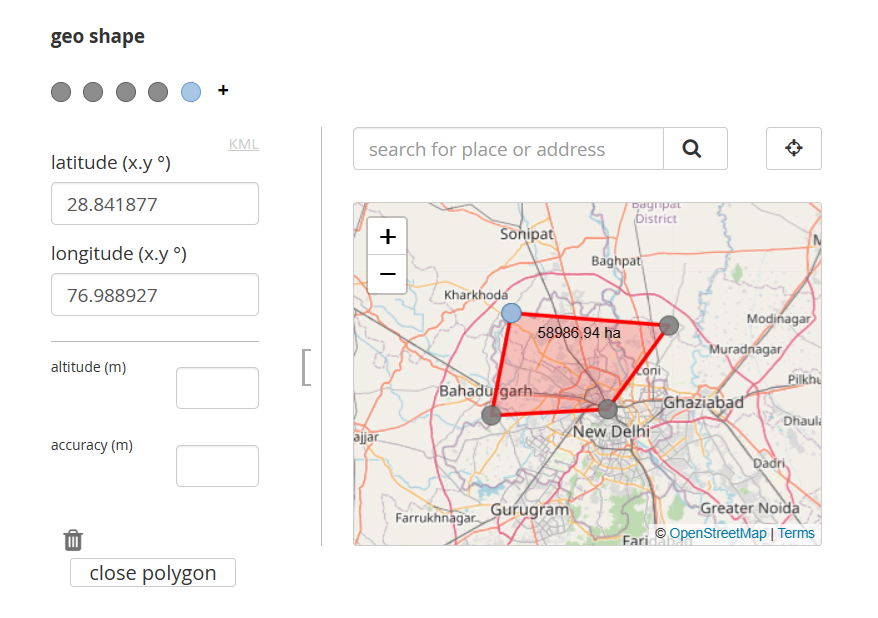 geo shape
+
KML
latitude (x.y °)
28.841877
longitude (x.y °)
76.988927
altitude (m)
accuracy (m)
close polygon
search for place or address
+
−
Baghpat
District
Sonipat
Baghpat
Kharkhoda
58986.94 ha
Modinagar
Muradnagar
Loni
Pilkhu
Bahadurgarh
Ghaziabad
Dhaula
New Delhi
ajjar
Dadri
Gurugram
Greater Noida
Farrukhnagar
Faridabad
© OpenStreetMap | Terms